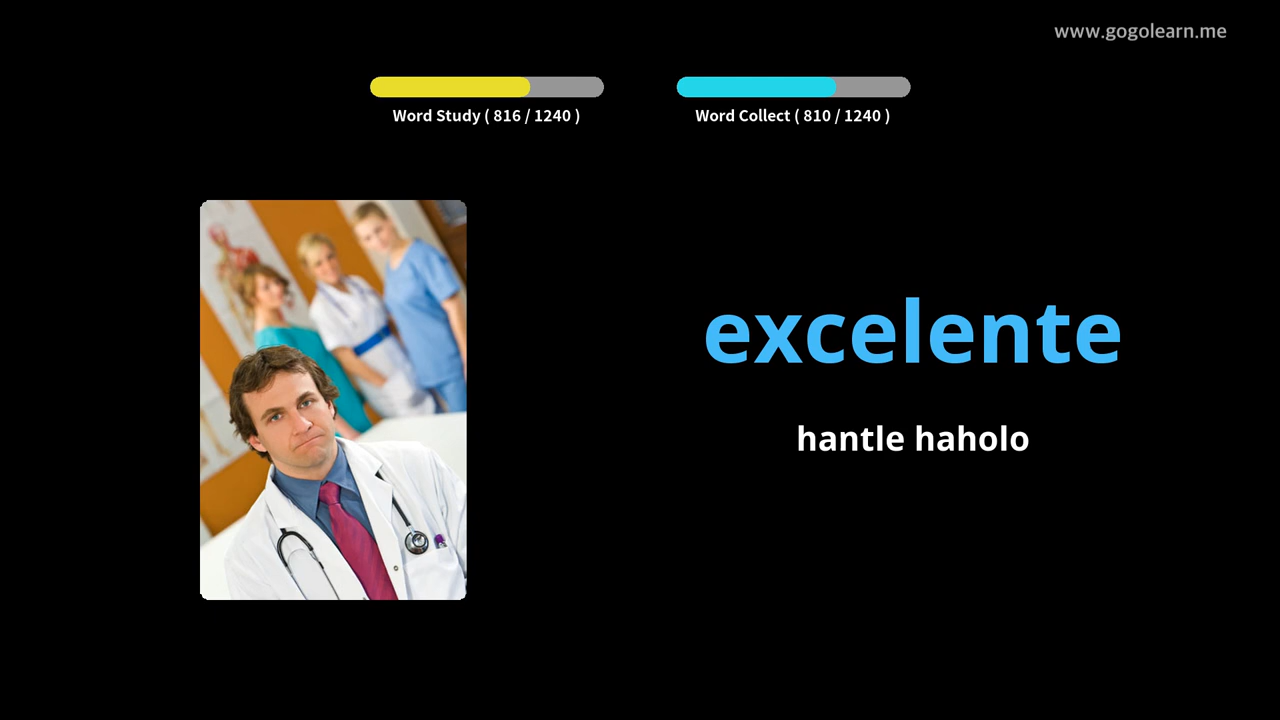 www.gogolearn.me
Word Study ( 816 / 1240 )
Word Collect ( 810 / 1240 )
excelente
hantle haholo